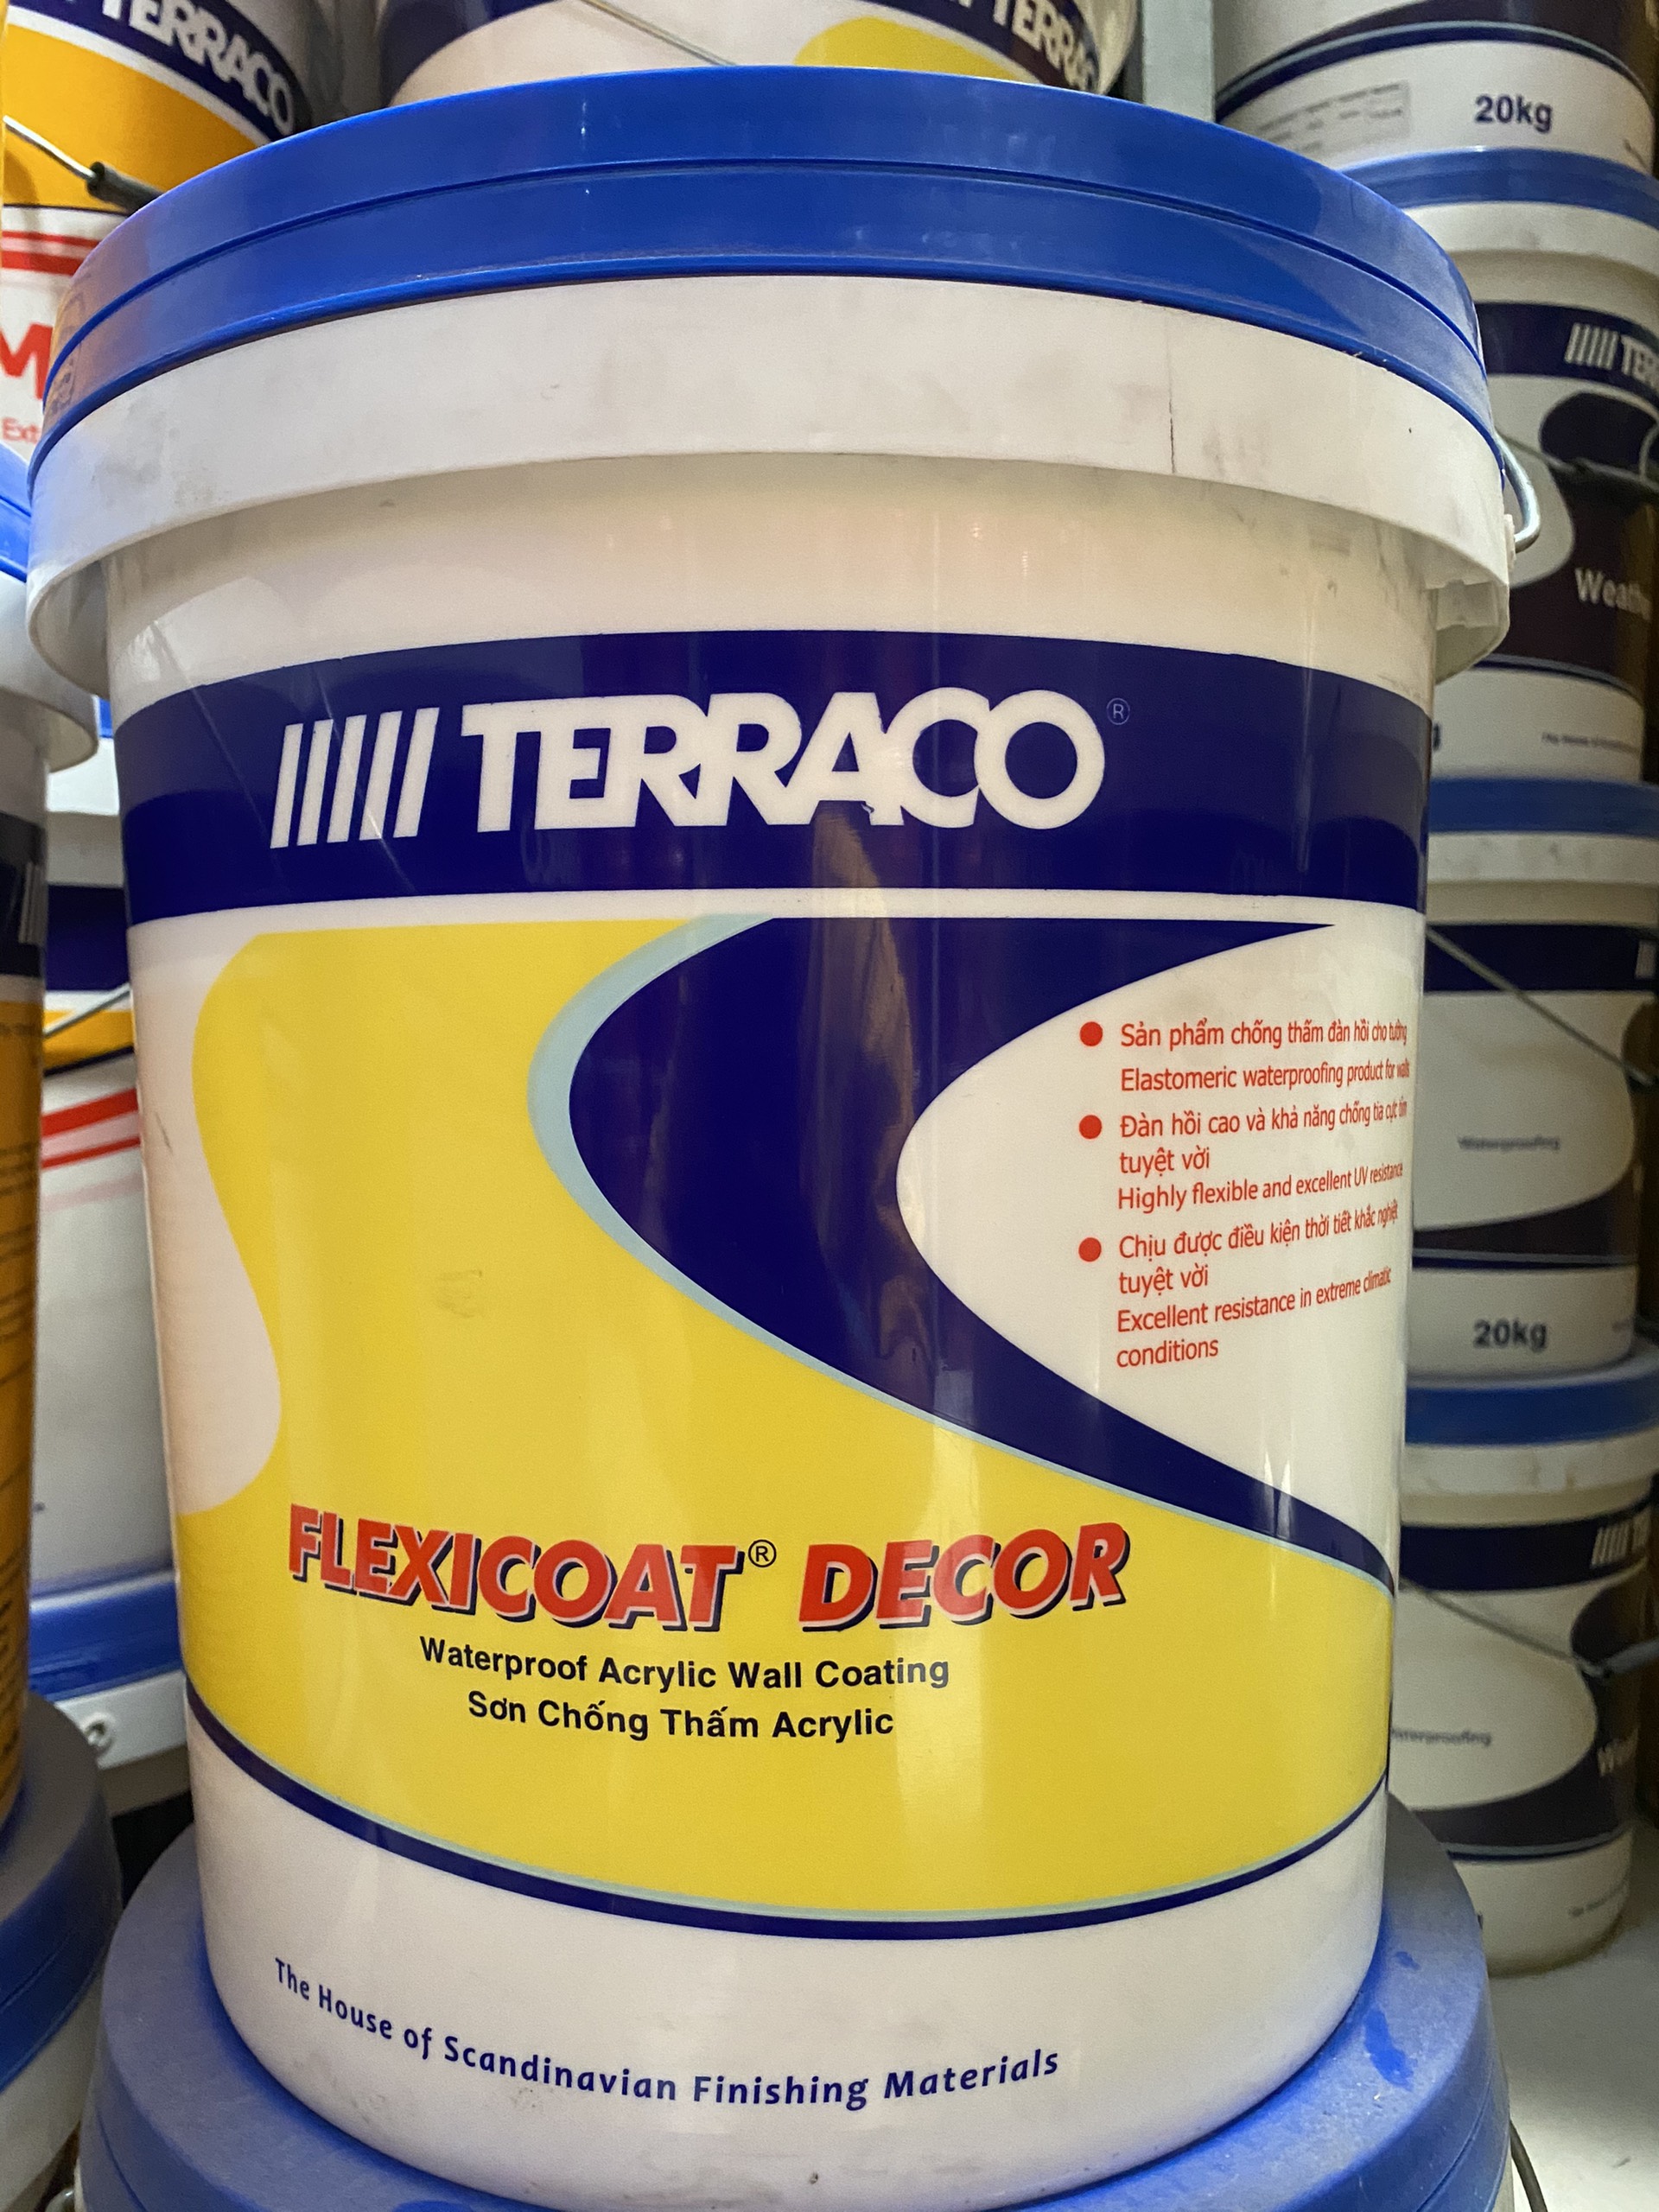 TERRACO
TERRACO
20kg
TERRACO ®
Sản phẩm chống thấm đàn hồi cho tường
Elastomeric waterproofing product for walls
Đàn hồi cao và khả năng chống tia cực tím
tuyệt vời
Highly flexible and excellent UV resistance
Chịu được điều kiện thời tiết khắc nghiệt
tuyệt vời
Excellent resistance in extreme climatic
conditions
FLEXICOAT® DECOR
Waterproof Acrylic Wall Coating
Sơn Chống Thấm Acrylic
The House of Scandinavian Finishing Materials
Waterproofing
20kg